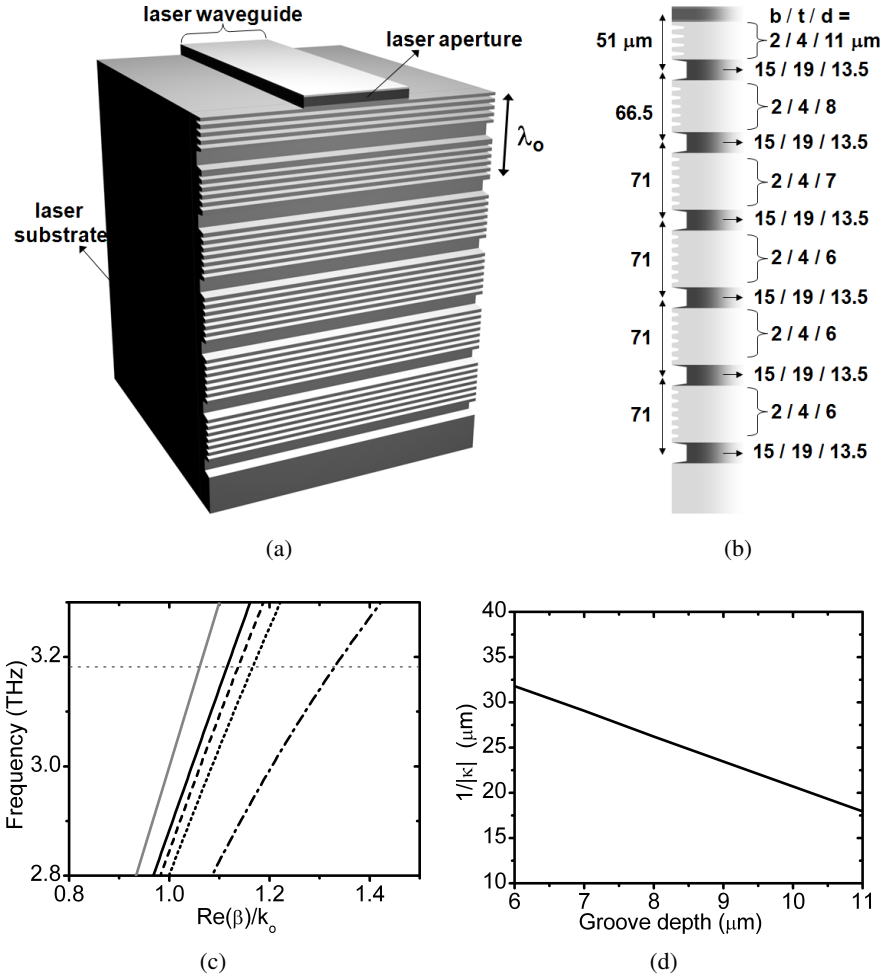 laser waveguide
laser aperture
λo
laser
substrate
(a)
b / t / d =
51 μm
2 / 4 / 11 μm
15 / 19 / 13.5
66.5
2 / 4 / 8
15 / 19 / 13.5
71
2 / 4 / 7
15 / 19 / 13.5
71
2 / 4 / 6
15 / 19 / 13.5
71
2 / 4 / 6
15 / 19 / 13.5
71
2 / 4 / 6
15 / 19 / 13.5
(b)
Frequency (THz)
3.2
3.0
2.8
0.8 1.0 1.2 1.4
Re(β)/ko
(c)
1/|κ| (μm)
40
35
30
25
20
15
10
6 7 8 9 10 11
Groove depth (μm)
(d)